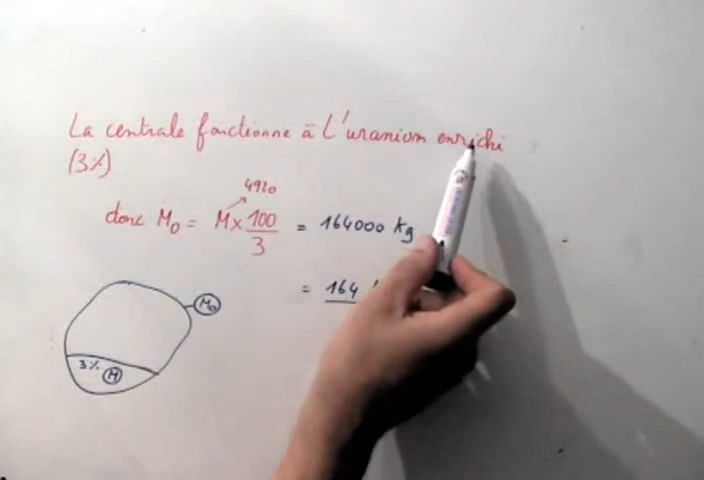 La centrale fonctionne à l'uranium enrichi
(3%)
4920
donc M₀ = M x 100/3 = 164000 kg
= 164
M₀
3% M